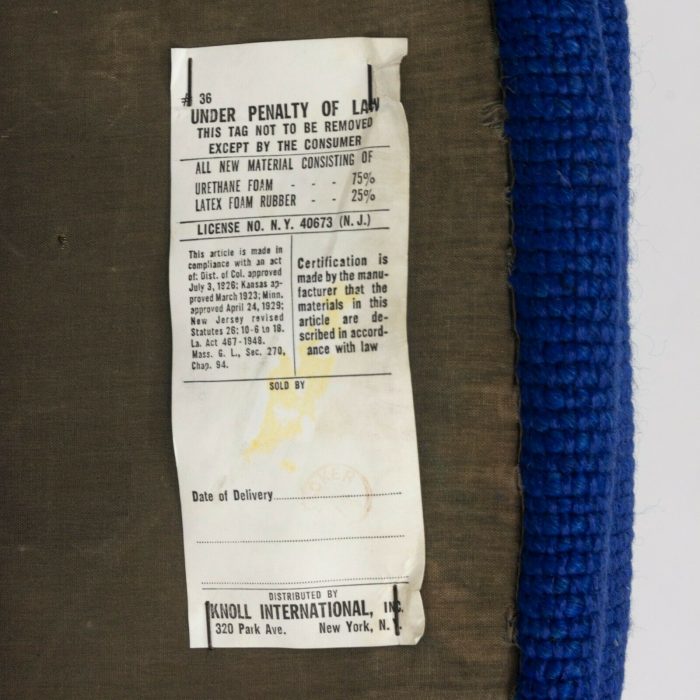 # 36
UNDER PENALTY OF LAW
THIS TAG NOT TO BE REMOVED
EXCEPT BY THE CONSUMER
ALL NEW MATERIAL CONSISTING OF
URETHANE FOAM - - - 75%
LATEX FOAM RUBBER - - 25%
LICENSE NO. N.Y. 40673 (N.J.)
This article is made in
compliance with an act
of: Dist. of Col. approved
July 3, 1926; Kansas ap-
proved March 1923; Minn.
approved April 24, 1929;
New Jersey revised
Statutes 26: 10-6 to 18.
La. Act 467-1948.
Mass. G. L., Sec. 270,
Chap. 94.
Certification is
made by the manu-
facturer that the
materials in this
article are de-
scribed in accord-
ance with law
SOLD BY
Date of Delivery
DISTRIBUTED BY
KNOLL INTERNATIONAL, INC.
320 Park Ave. New York, N.Y.